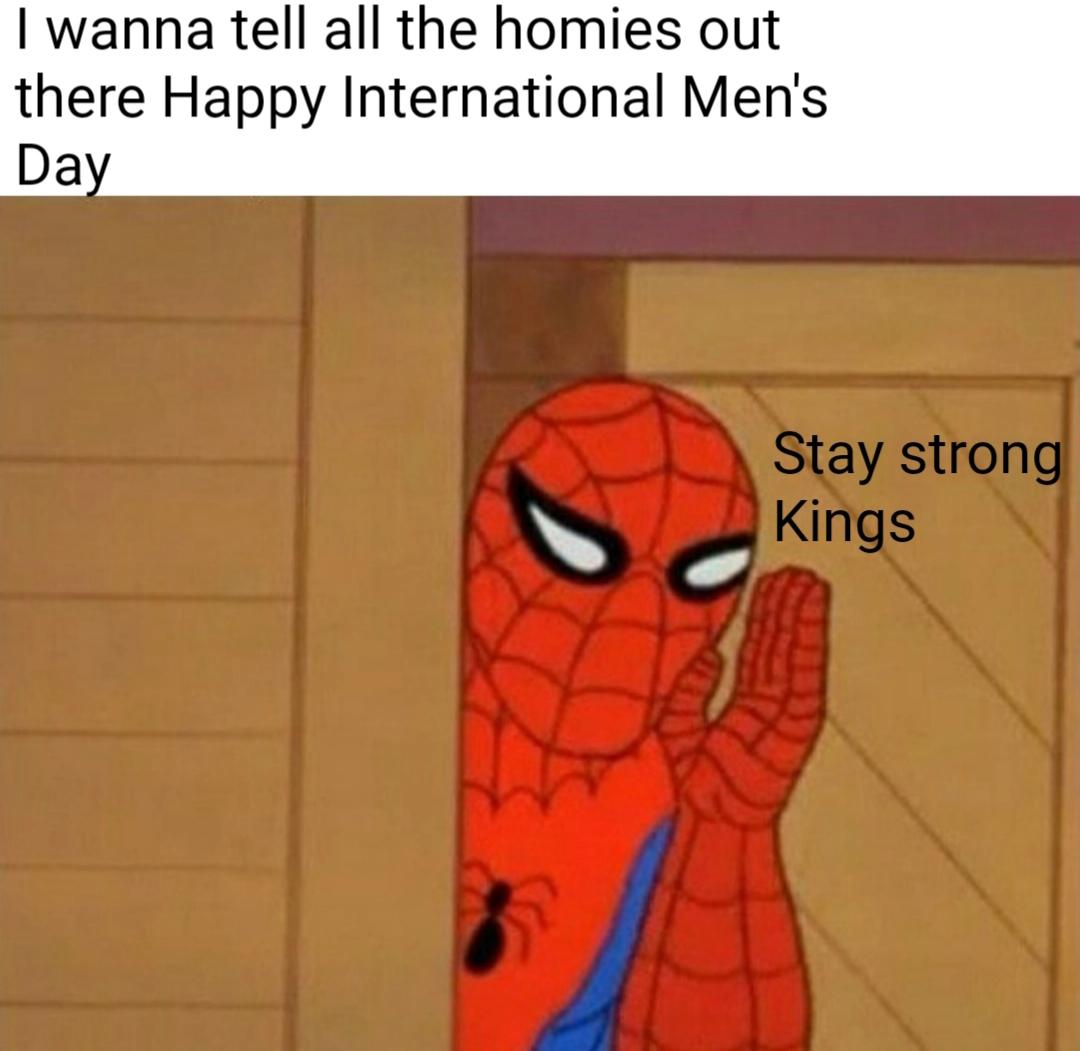 I wanna tell all the homies out
there Happy International Men's
Day
Stay strong
Kings